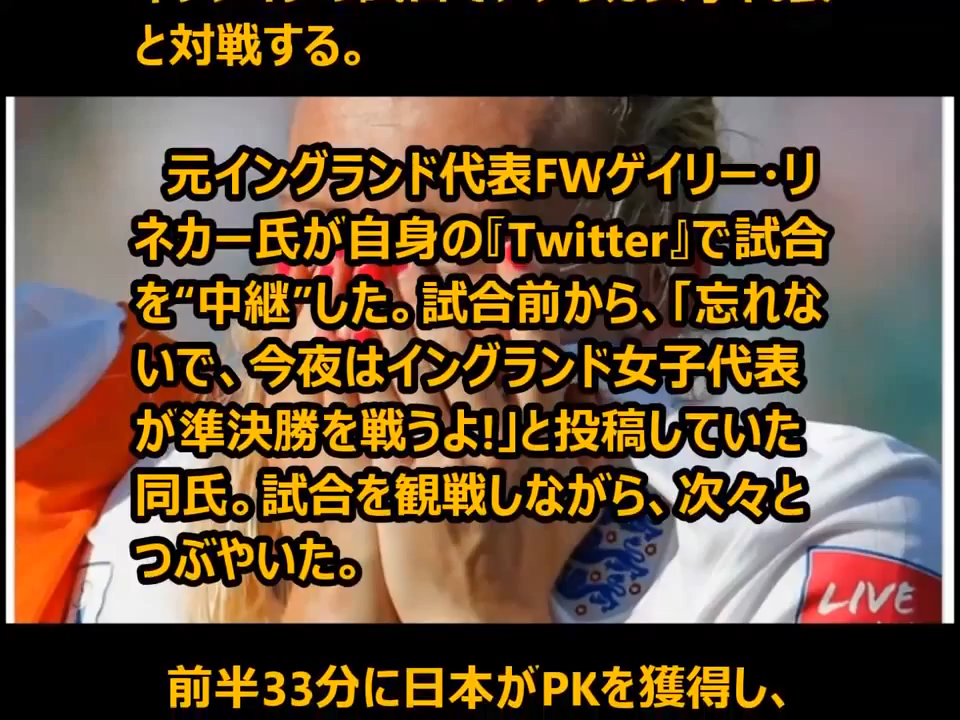 と対戦する。
元イングランド代表FWゲイリー・リ
ネカー氏が自身の『Twitter』で試合
を“中継”した。試合前から、「忘れな
いで、今夜はイングランド女子代表
が準決勝を戦うよ!」と投稿していた
同氏。試合を観戦しながら、次々と
つぶやいた。
LIVE
前半33分に日本がPKを獲得し、